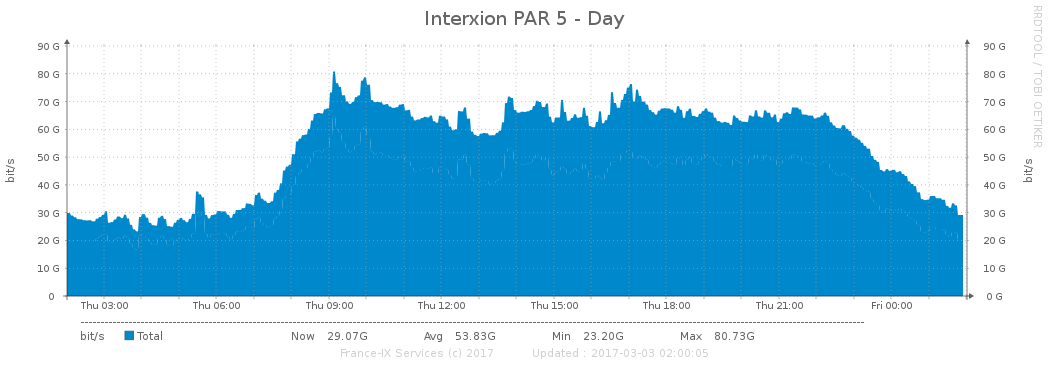 Interxion PAR 5 - Day
RRDTOOL / TOBI OETIKER
90 G 90 G
80 G 80 G
70 G 70 G
60 G 60 G
50 G 50 G
40 G 40 G
30 G 30 G
20 G 20 G
10 G 10 G
0 0 G
bit/s
bit/s
Thu 03:00 Thu 06:00 Thu 09:00 Thu 12:00 Thu 15:00 Thu 18:00 Thu 21:00 Fri 00:00
bit/s Total Now 29.07G Avg 53.83G Min 23.20G Max 80.73G
France-IX Services (c) 2017 Updated : 2017-03-03 02:00:05